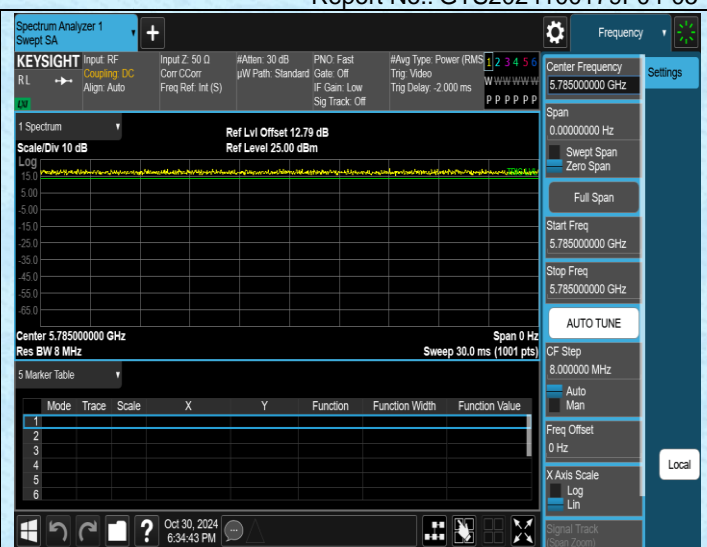 Spectrum Analyzer 1
Swept SA
+
Frequency
KEYSIGHT
RL
LXI
Input: RF
Coupling: DC
Align: Auto
Input Z: 50 Ω
Corr CCorr
Freq Ref: Int (S)
#Atten: 30 dB
µW Path: Standard
PNO: Fast
Gate: Off
IF Gain: Low
Sig Track: Off
#Avg Type: Power (RMS
Trig: Video
Trig Delay: -2.000 ms
1 2 3 4 5 6
W W W W W W
P P P P P P
Center Frequency
5.785000000 GHz
Settings
Span
0.00000000 Hz
Swept Span
Zero Span
Full Span
Start Freq
5.785000000 GHz
Stop Freq
5.785000000 GHz
AUTO TUNE
CF Step
8.000000 MHz
Auto
Man
Freq Offset
0 Hz
X Axis Scale
Log
Lin
Signal Track
(Span Zoom)
Local
1 Spectrum
Scale/Div 10 dB
Ref Lvl Offset 12.79 dB
Ref Level 25.00 dBm
Log
15.0
5.00
-5.00
-15.0
-25.0
-35.0
-45.0
-55.0
-65.0
Center 5.785000000 GHz
Span 0 Hz
Res BW 8 MHz
Sweep 30.0 ms (1001 pts)
5 Marker Table
Mode Trace Scale X Y Function Function Width Function Value
1
2
3
4
5
6
?
Oct 30, 2024
6:34:43 PM